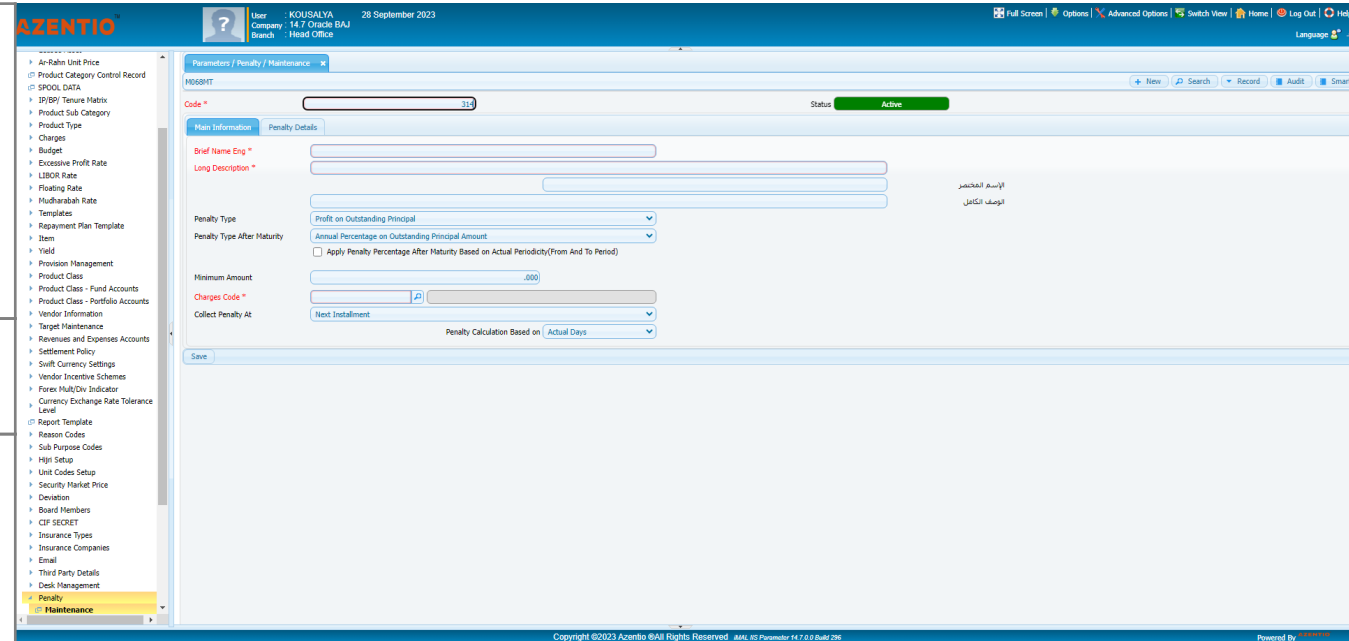 AZENTIO
User : KOUSALYA 28 September 2023
Company : 147 Oracle BAJ
Branch : Head Office
Full Screen | Options | Advanced Options | Switch View | Home | Log Out | Help
Language
Ar-Rahn Unit Price
Product Category Control Record
SPOOL DATA
IP/BP/ Tenure Matrix
Product Sub Category
Product Type
Charges
Budget
Excessive Profit Rate
LIBOR Rate
Floating Rate
Mudharabah Rate
Templates
Repayment Plan Template
Item
Yield
Provision Management
Product Class
Product Class - Fund Accounts
Product Class - Portfolio Accounts
Vendor Information
Target Maintenance
Revenues and Expenses Accounts
Settlement Policy
Swift Currency Settings
Vendor Incentive Schemes
Forex Mult/Div Indicator
Currency Exchange Rate Tolerance
Level
Report Template
Reason Codes
Sub Purpose Codes
Hijri Setup
Unit Codes Setup
Security Market Price
Deviation
Board Members
CIF SECRET
Insurance Types
Insurance Companies
Email
Third Party Details
Desk Management
Penalty
Maintenance
Parameters / Penalty / Maintenance x
M068MT
+ New Search Record Audit Smar
Code * 314 Status Active
Main Information Penalty Details
Brief Name Eng *
Long Description *
الإسم المختصر
الوصف الكامل
Penalty Type Profit on Outstanding Principal
Penalty Type After Maturity Annual Percentage on Outstanding Principal Amount
Apply Penalty Percentage After Maturity Based on Actual Periodicity(From And To Period)
Minimum Amount .000
Charges Code *
Collect Penalty At Next Installment
Penalty Calculation Based on Actual Days
Save
Copyright ©2023 Azentio ®All Rights Reserved iMAL IIS Parameter 14.7.0.0 Build 296
Powered By AZENTIO